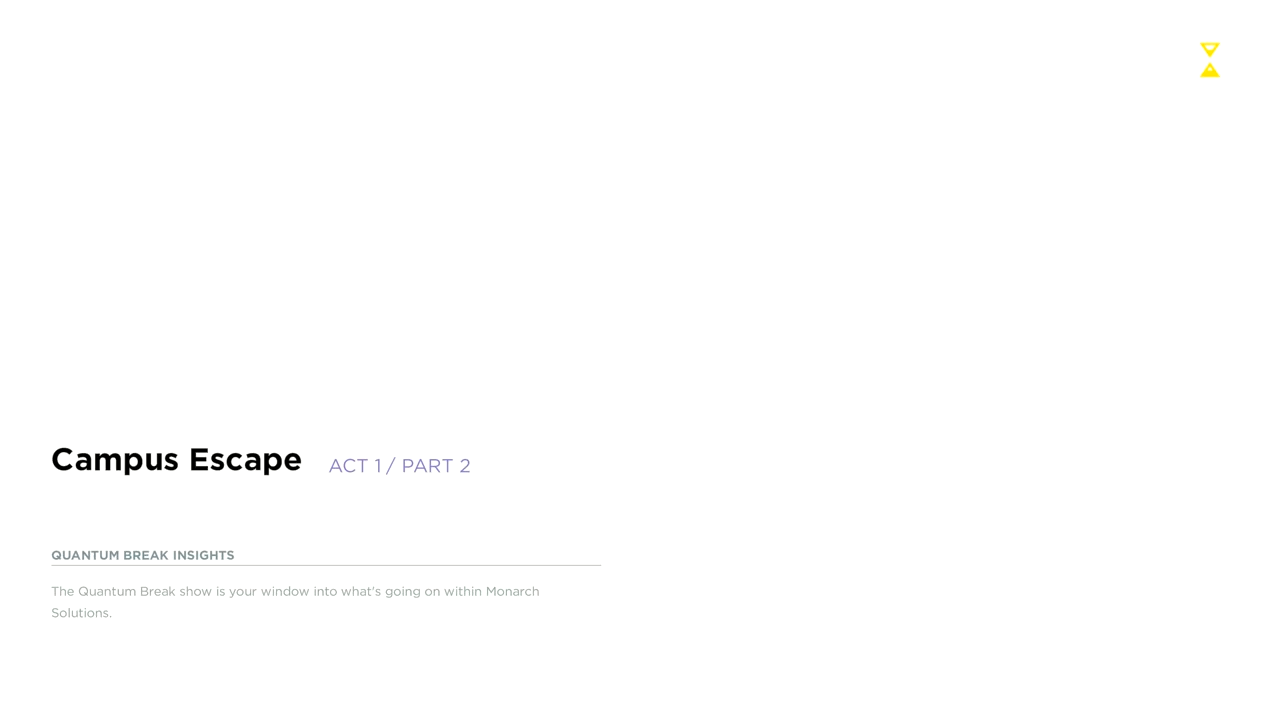 Campus Escape ACT 1 / PART 2
QUANTUM BREAK INSIGHTS
The Quantum Break show is your window into what's going on within Monarch
Solutions.